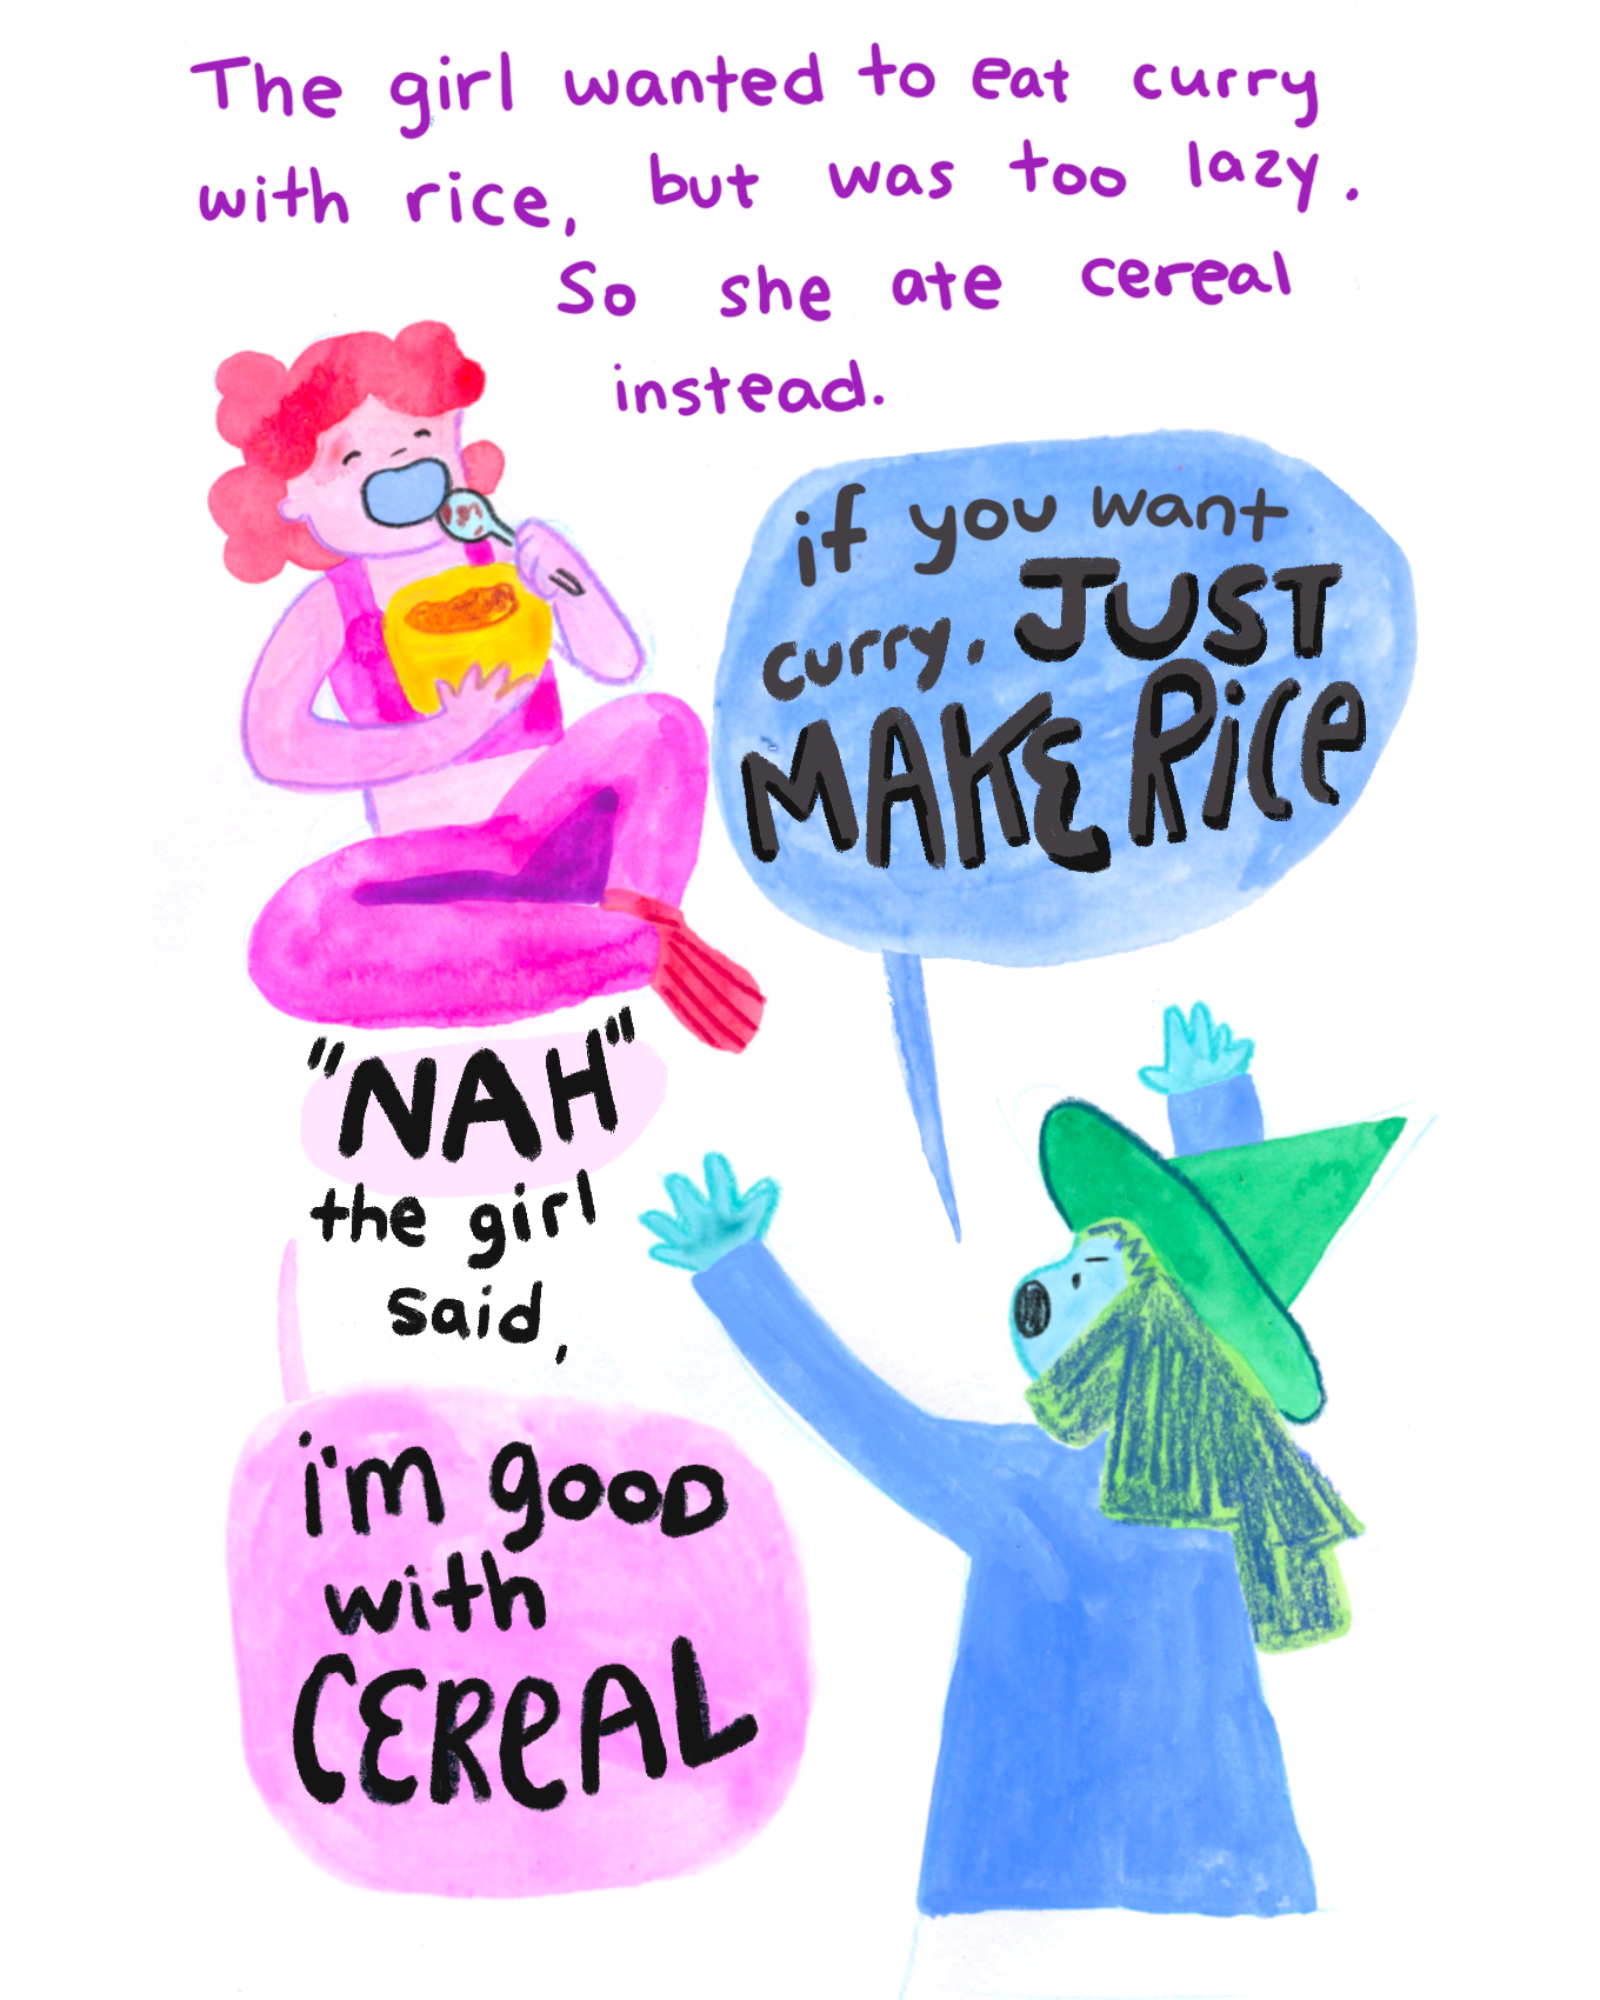 The girl wanted to eat curry
with rice, but was too lazy.
So she ate cereal
instead.
if you want
curry, JUST
MAKE RiCe
"NAH"
the girl
said,
i'm gooD
with
CEReAL